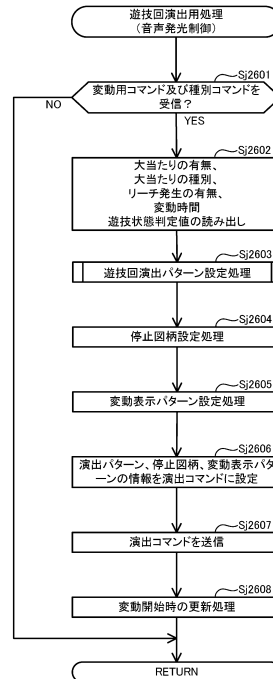 遊技回演出用処理
(音声発光制御)
Sj2601
変動用コマンド及び種別コマンドを
受信？
NO
YES
Sj2602
大当たりの有無、
大当たりの種別、
リーチ発生の有無、
変動時間
遊技状態判定値の読み出し
Sj2603
遊技回演出パターン設定処理
Sj2604
停止図柄設定処理
Sj2605
変動表示パターン設定処理
Sj2606
演出パターン、停止図柄、変動表示パタ
ーンの情報を演出コマンドに設定
Sj2607
演出コマンドを送信
Sj2608
変動開始時の更新処理
RETURN